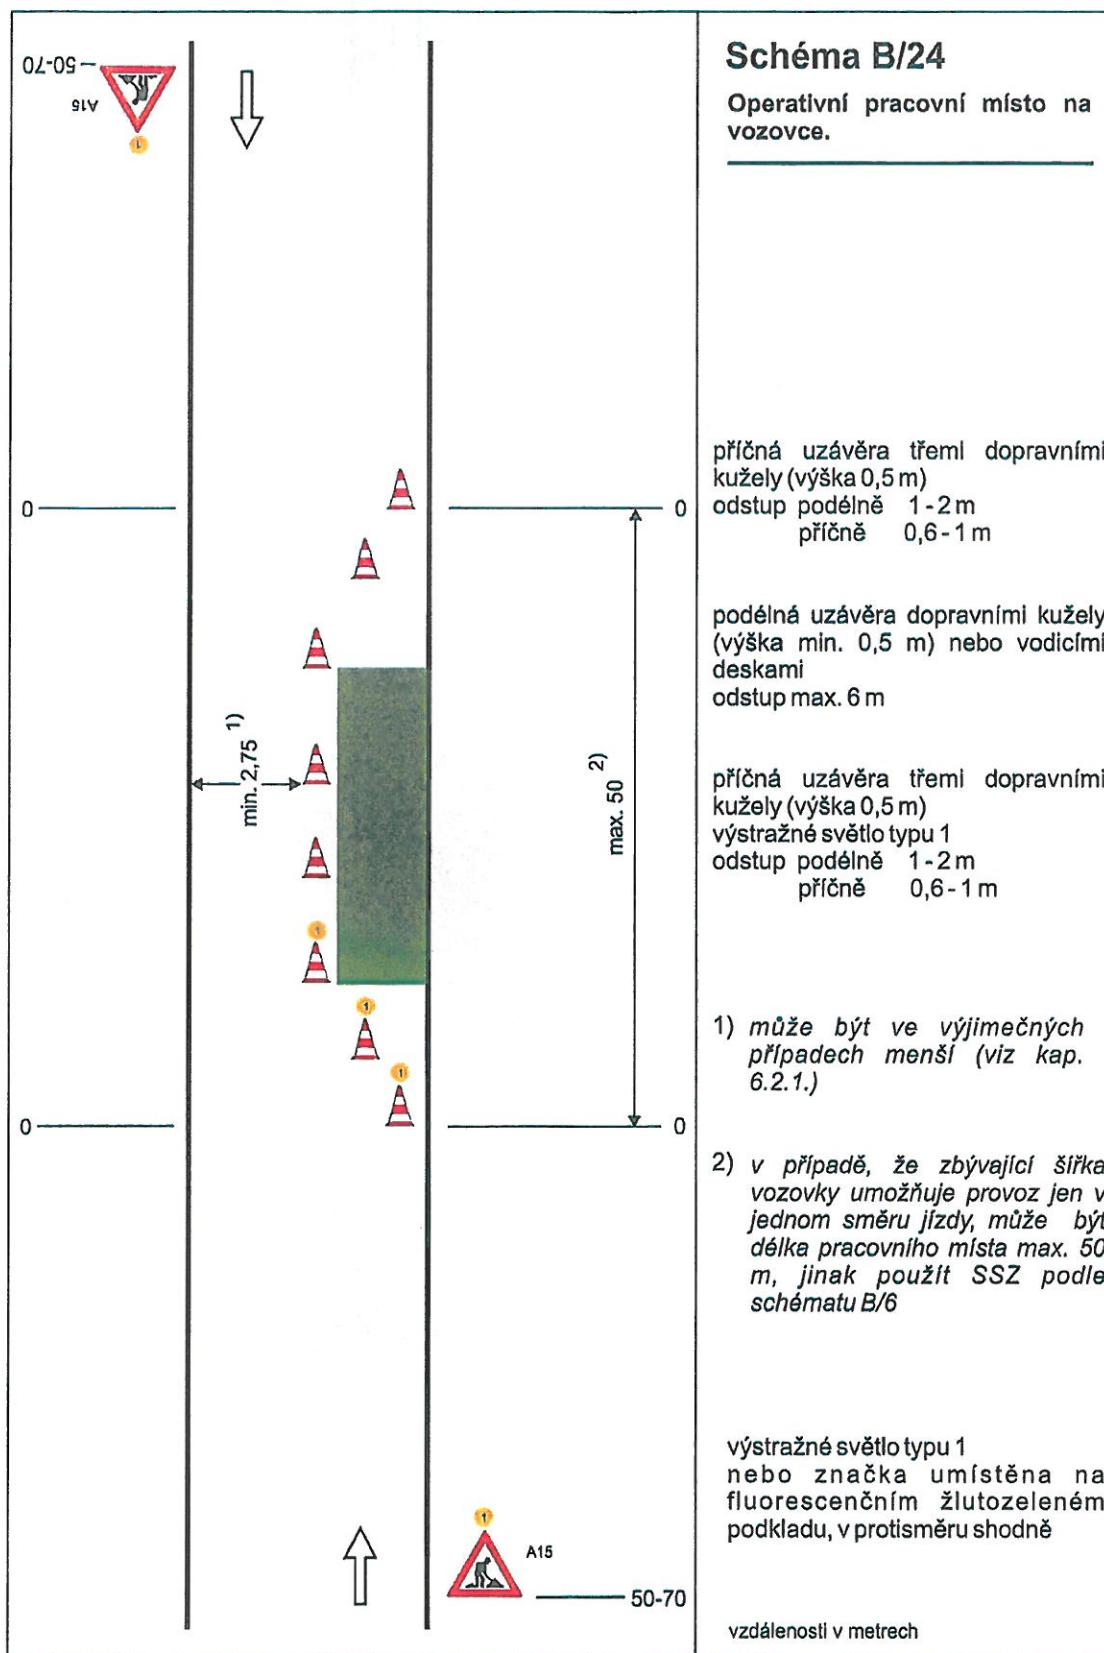 50-70
A15
1
Schéma B/24
Operativní pracovní místo na
vozovce.
0
0
příčná uzávěra třemi dopravními
kužely (výška 0,5 m)
odstup podélně 1-2 m
příčně 0,6-1 m
podélná uzávěra dopravními kužely
(výška min. 0,5 m) nebo vodicími
deskami
odstup max. 6 m
min. 2,75 1)
max. 50 2)
příčná uzávěra třemi dopravními
kužely (výška 0,5 m)
výstražné světlo typu 1
odstup podélně 1-2 m
příčně 0,6-1 m
1
1
1
1) může být ve výjimečných
případech menší (viz kap.
6.2.1.)
0
0
2) v případě, že zbývající šířka
vozovky umožňuje provoz jen v
jednom směru jízdy, může být
délka pracovního místa max. 50
m, jinak použít SSZ podle
schématu B/6
výstražné světlo typu 1
nebo značka umístěna na
fluorescenčním žlutozeleném
podkladu, v protisměru shodně
1
A15
50-70
vzdálenosti v metrech